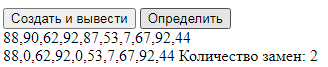 Создать и вывести Определить
88,90,62,92,87,53,7,67,92,44
88,0,62,92,0,53,7,67,92,44 Количество замен: 2